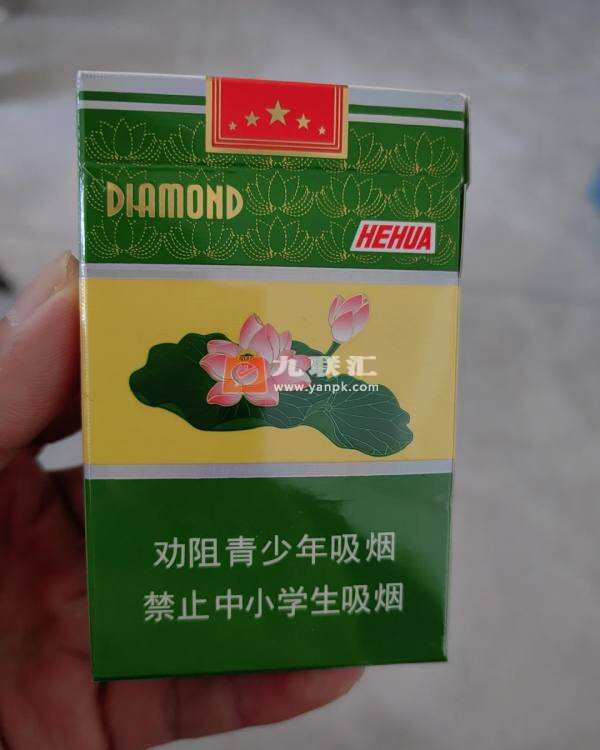 DIAMOND
HEHUA
九联汇
www.yanpk.com
劝阻青少年吸烟
禁止中小学生吸烟